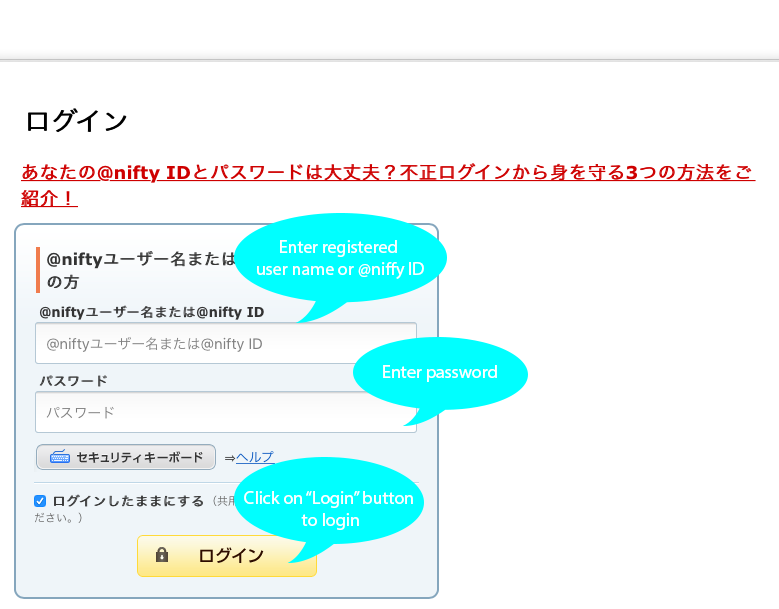 ログイン
あなたの@nifty IDとパスワードは大丈夫？不正ログインから身を守る3つの方法をご
紹介！
@niftyユーザー名または
の方
Enter registered
user name or @niffy ID
@niftyユーザー名または@nifty ID
@niftyユーザー名または@nifty ID
パスワード
Enter password
パスワード
セキュリティキーボード ⇒ヘルプ
ログインしたままにする（共用
ださい。）
Click on “Login” button
to login
ログイン